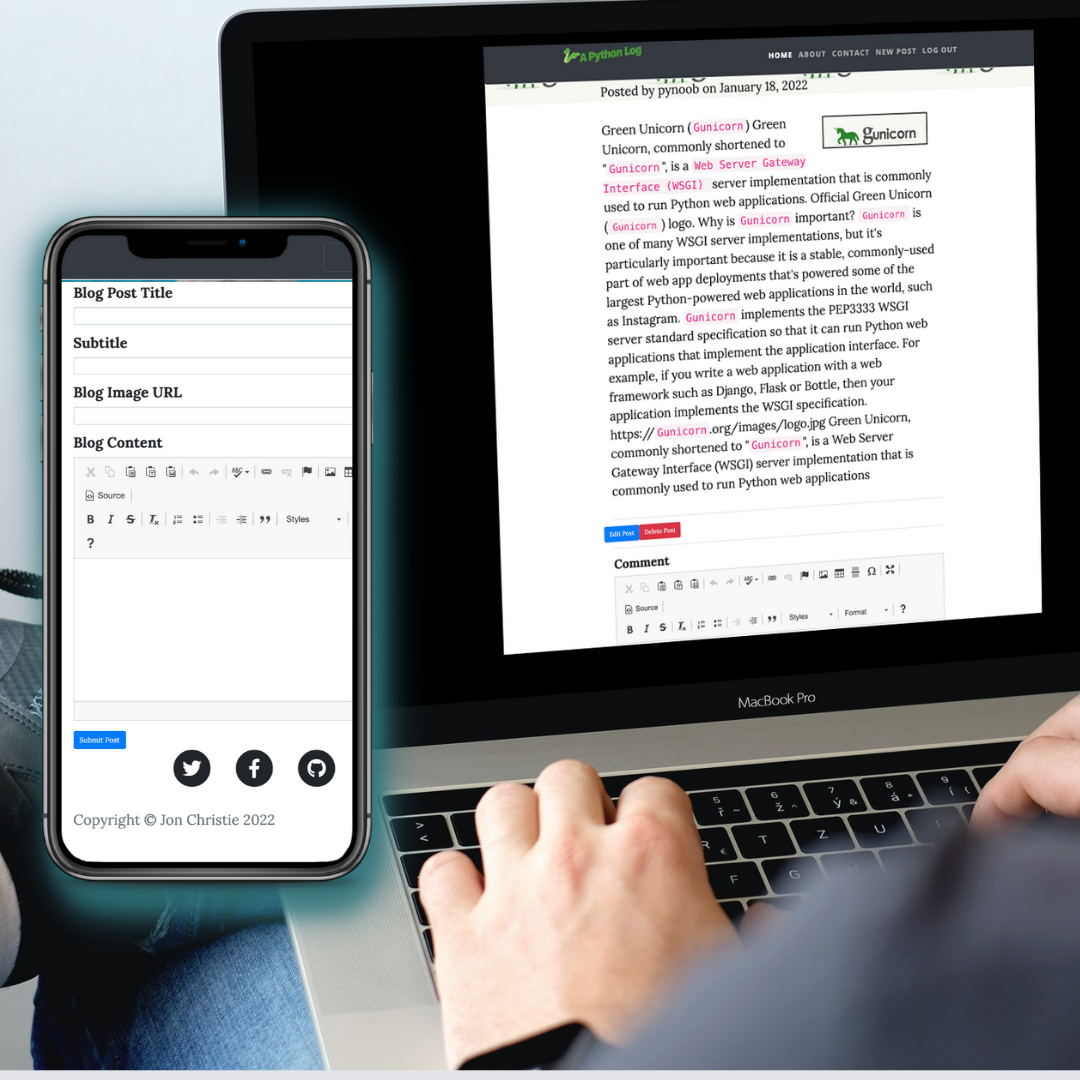 A Python Log
HOME ABOUT CONTACT NEW POST LOG OUT
Posted by pynoob on January 18, 2022
Green Unicorn ( Gunicorn ) Green
Unicorn, commonly shortened to
" Gunicorn ", is a Web Server Gateway
Interface (WSGI) server implementation that is commonly
used to run Python web applications. Official Green Unicorn
( Gunicorn ) logo. Why is Gunicorn important? Gunicorn is
one of many WSGI server implementations, but it's
particularly important because it is a stable, commonly-used
part of web app deployments that's powered some of the
largest Python-powered web applications in the world, such
as Instagram. Gunicorn implements the PEP3333 WSGI
server standard specification so that it can run Python web
applications that implement the application interface. For
example, if you write a web application with a web
framework such as Django, Flask or Bottle, then your
application implements the WSGI specification.
https:// Gunicorn .org/images/logo.jpg Green Unicorn,
commonly shortened to " Gunicorn ", is a Web Server
Gateway Interface (WSGI) server implementation that is
commonly used to run Python web applications
gunicorn
Edit Post Delete Post
Comment
ABC
Ω
Source
B I S Tx
Styles Format ?
MacBook Pro
Blog Post Title
Subtitle
Blog Image URL
Blog Content
ABC
Source
B I S Tx
Styles
?
Submit Post
Copyright © Jon Christie 2022
5 ř ~ 6 ž ^ 7 ý & 8 á * 9 í (
> <
R € T Z U
F G